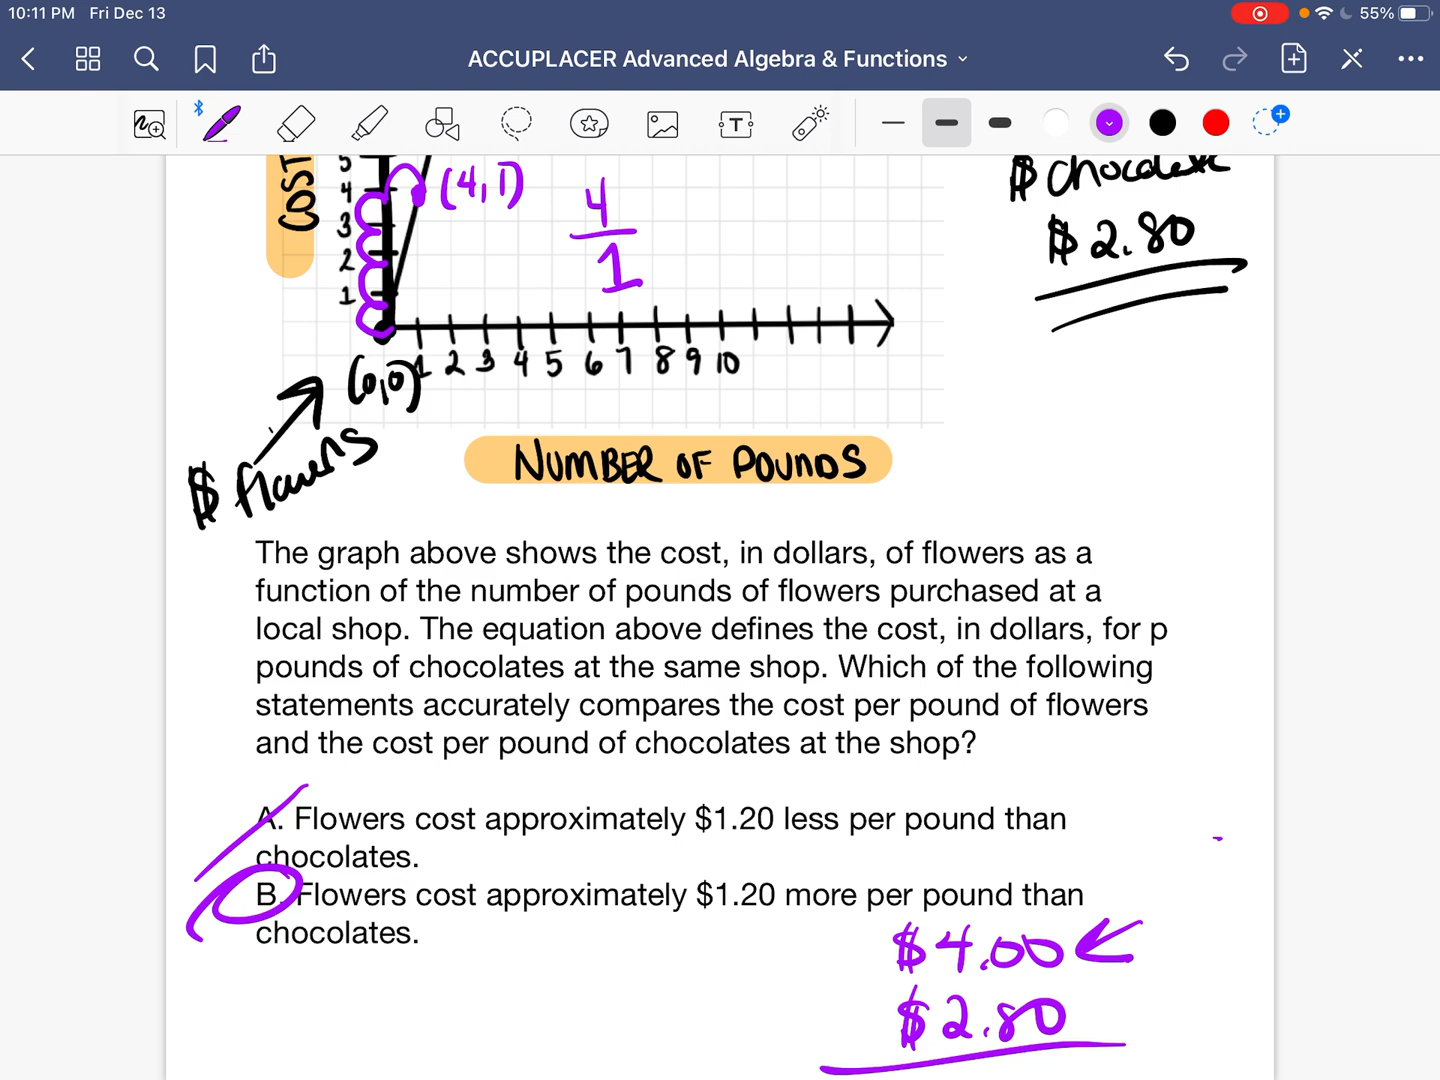 10:11 PM Fri Dec 13
55%
ACCUPLACER Advanced Algebra & Functions
T
COST
5
4
3
2
1
(4,1)
4
1
$ chocolate
$2.80
(0,0)
1 2 3 4 5 6 7 8 9 10
$ flowers
NUMBER OF POUNDS
The graph above shows the cost, in dollars, of flowers as a
function of the number of pounds of flowers purchased at a
local shop. The equation above defines the cost, in dollars, for p
pounds of chocolates at the same shop. Which of the following
statements accurately compares the cost per pound of flowers
and the cost per pound of chocolates at the shop?
A. Flowers cost approximately $1.20 less per pound than
chocolates.
B. Flowers cost approximately $1.20 more per pound than
chocolates.
$4.00
$2.80